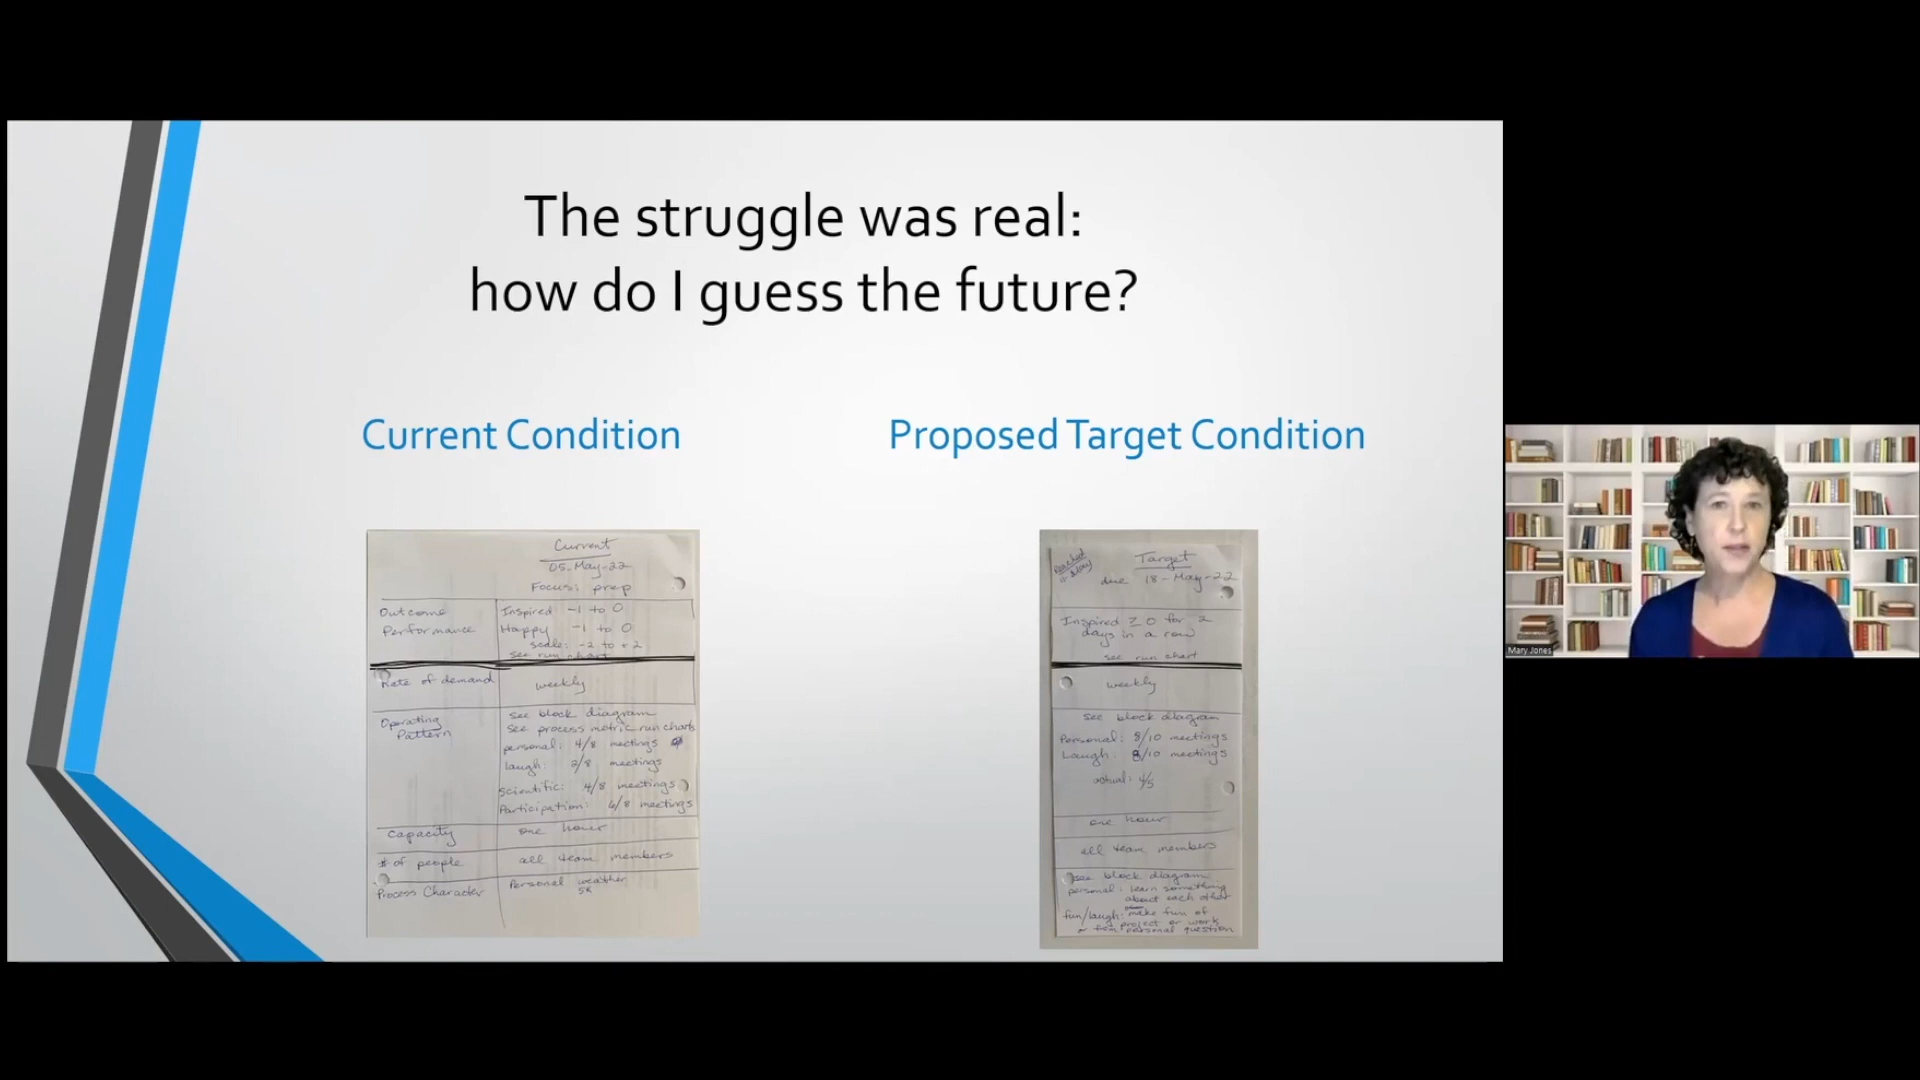 The struggle was real:
how do I guess the future?
Current Condition
Proposed Target Condition
Current
05-May-22
Focus: prep
Outcome Performance
Inspired -1 to 0
Happy -1 to 0
scale: -2 to +2
see run chart
Rate of demand
weekly
Operating Pattern
see block diagram
see process metric run charts
personal: 4/8 meetings
laugh: 2/8 meetings
scientific: 4/8 meetings
Participation: 6/8 meetings
Capacity
one hour
# of people
all team members
Process Character
Personal weather
Reached
11-May
Target
due 18-May-22
Inspired ≥ 0 for 2
days in a row
see run chart
weekly
see block diagram
Personal: 8/10 meetings
Laugh: 8/10 meetings
actual: 4/5
one hour
all team members
see block diagram
personal: learn something
about each other
fun/laugh: make fun of
project or work
or from personal question
Mary Jones